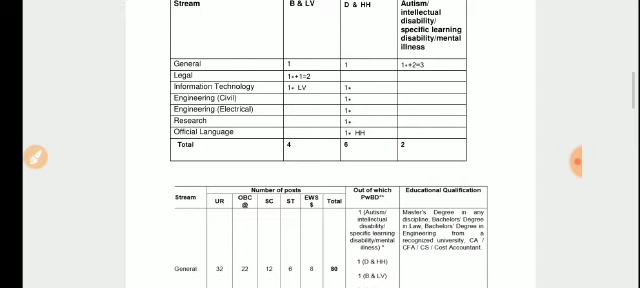 Stream B & LV D & HH Autism/
intellectual
disability/
specific learning
disability/mental
illness
General 1 1 1*+2=3
Legal 1*+1=2
Information Technology 1* LV 1*
Engineering (Civil) 1*
Engineering (Electrical) 1*
Research 1*
Official Language 1* HH
Total 4 6 2
Stream Number of posts Out of which PwBD** Educational Qualification
UR OBC @ SC ST EWS $ Total
General 32 22 12 6 8 80
1 (Autism/
intellectual
disability/
specific learning
disability/mental
illness) *
1 (D & HH)
1 (B & LV)
Master's Degree in any
discipline, Bachelors' Degree
in Law, Bachelors' Degree in
Engineering from a
recognized university, CA /
CFA / CS / Cost Accountant.